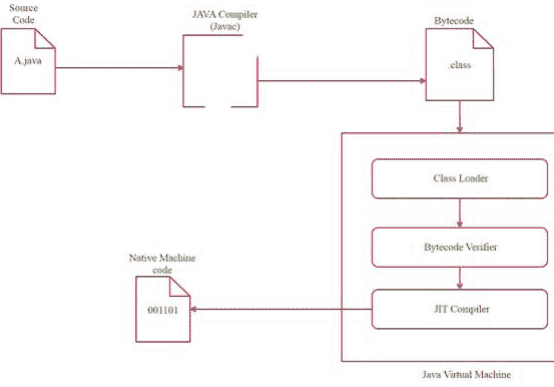 Source
Code
A.java
JAVA Compiler
(Javac)
Bytecode
.class
Class Loader
Bytecode Verifier
JIT Compiler
Native Machine
code
001101
Java Virtual Machine